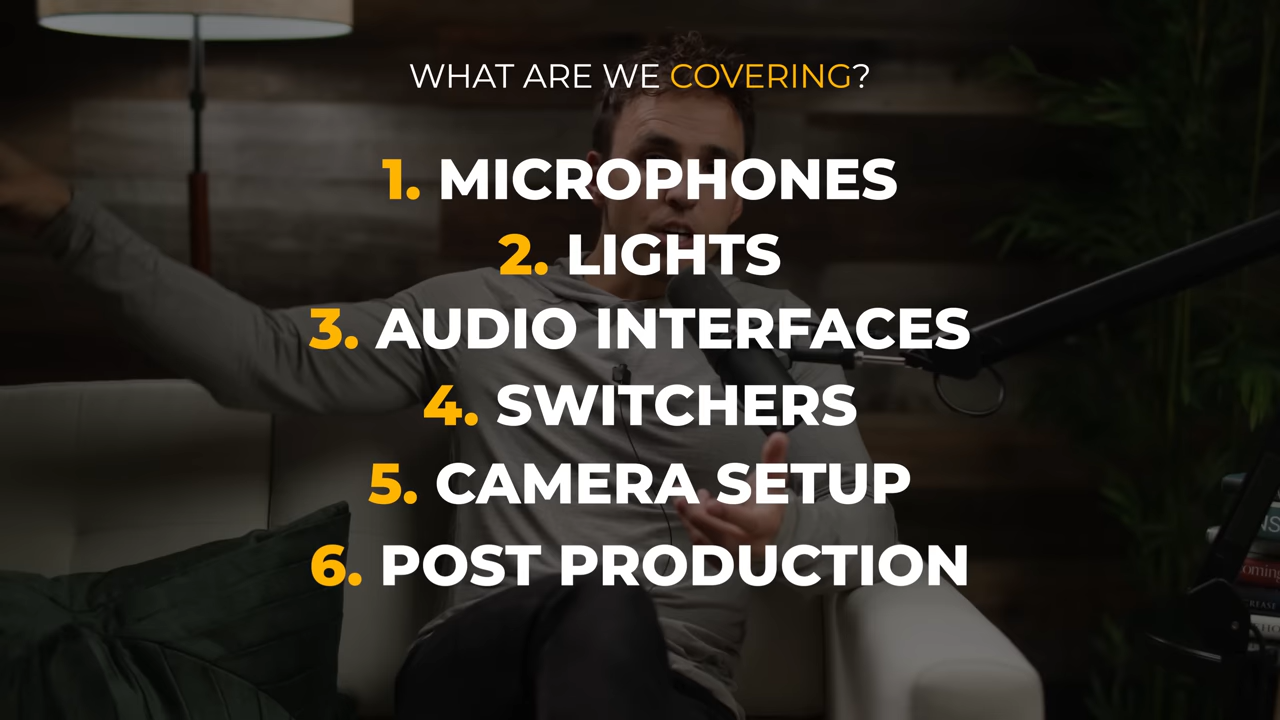 WHAT ARE WE COVERING?
1. MICROPHONES
2. LIGHTS
3. AUDIO INTERFACES
4. SWITCHERS
5. CAMERA SETUP
6. POST PRODUCTION